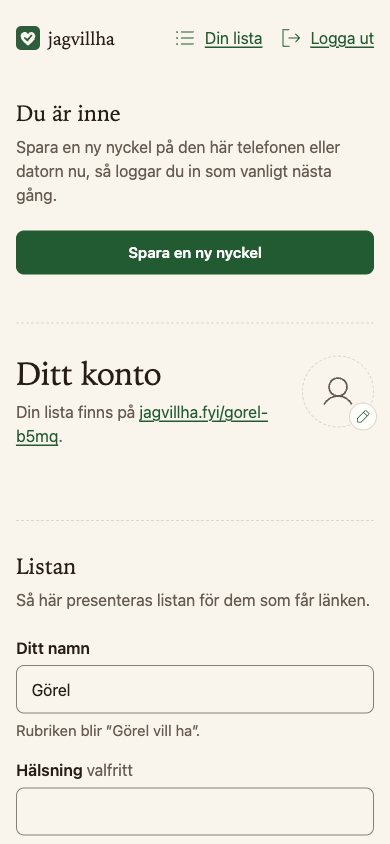 jagvillha
Din lista
Logga ut
Du är inne
Spara en ny nyckel på den här telefonen eller
datorn nu, så loggar du in som vanligt nästa
gång.
Spara en ny nyckel
Ditt konto
Din lista finns på jagvillha.fyi/gorel-
b5mq.
Listan
Så här presenteras listan för dem som får länken.
Ditt namn
Görel
Rubriken blir ”Görel vill ha”.
Hälsning valfritt